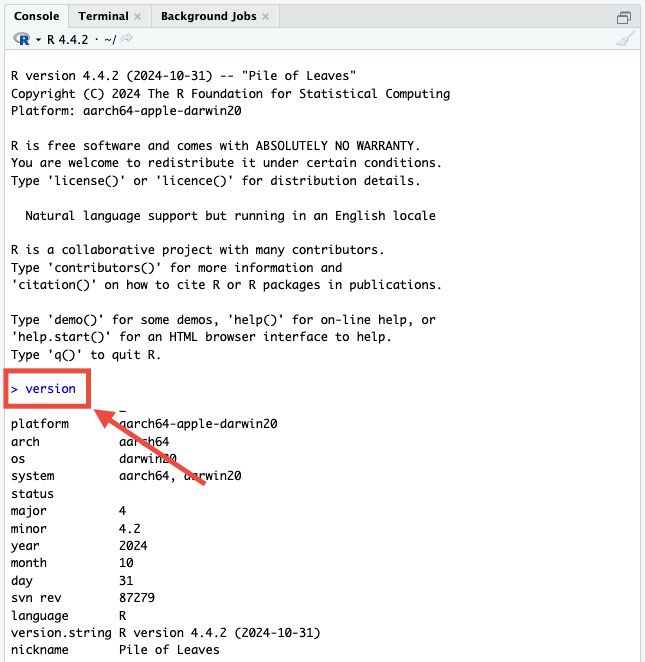 Console Terminal × Background Jobs ×
R 4.4.2 · ~/
R version 4.4.2 (2024-10-31) -- "Pile of Leaves"
Copyright (C) 2024 The R Foundation for Statistical Computing
Platform: aarch64-apple-darwin20
R is free software and comes with ABSOLUTELY NO WARRANTY.
You are welcome to redistribute it under certain conditions.
Type 'license()' or 'licence()' for distribution details.
Natural language support but running in an English locale
R is a collaborative project with many contributors.
Type 'contributors()' for more information and
'citation()' on how to cite R or R packages in publications.
Type 'demo()' for some demos, 'help()' for on-line help, or
'help.start()' for an HTML browser interface to help.
Type 'q()' to quit R.
> version
_
platform aarch64-apple-darwin20
arch aarch64
os darwin20
system aarch64, darwin20
status
major 4
minor 4.2
year 2024
month 10
day 31
svn rev 87279
language R
version.string R version 4.4.2 (2024-10-31)
nickname Pile of Leaves